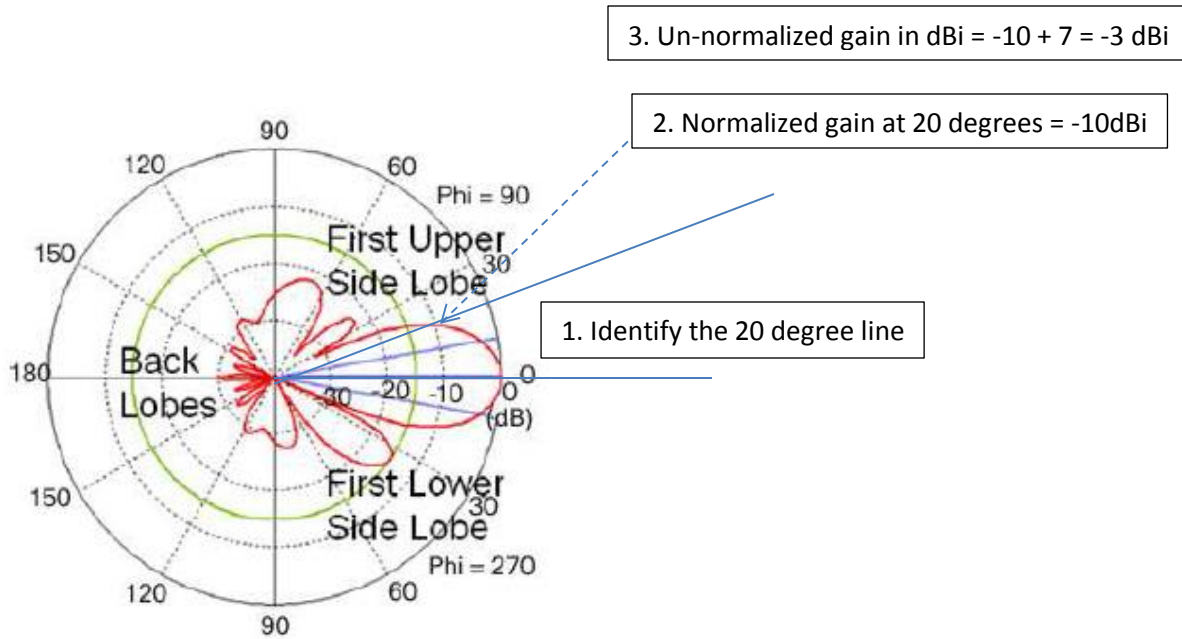 3. Un-normalized gain in dBi = -10 + 7 = -3 dBi
2. Normalized gain at 20 degrees = -10dBi
90
120
60
Phi = 90
150
First Upper
30
Side Lobe
1. Identify the 20 degree line
Back
180
0
-30
-20
-10
0
Lobes
(dB)
First Lower
150
30
Side Lobe
Phi = 270
120
60
90